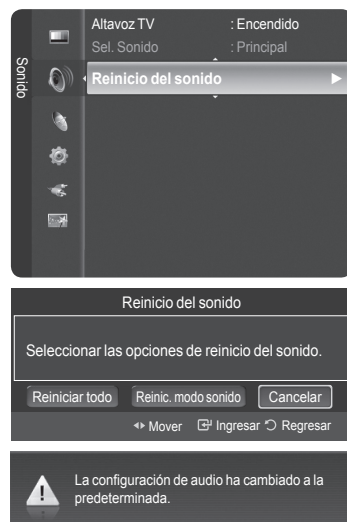 Sonido
Altavoz TV : Encendido
Sel. Sonido : Principal
Reinicio del sonido
Reinicio del sonido
Seleccionar las opciones de reinicio del sonido.
Reiniciar todo Reinic. modo sonido Cancelar
Mover Ingresar Regresar
La configuración de audio ha cambiado a la
predeterminada.